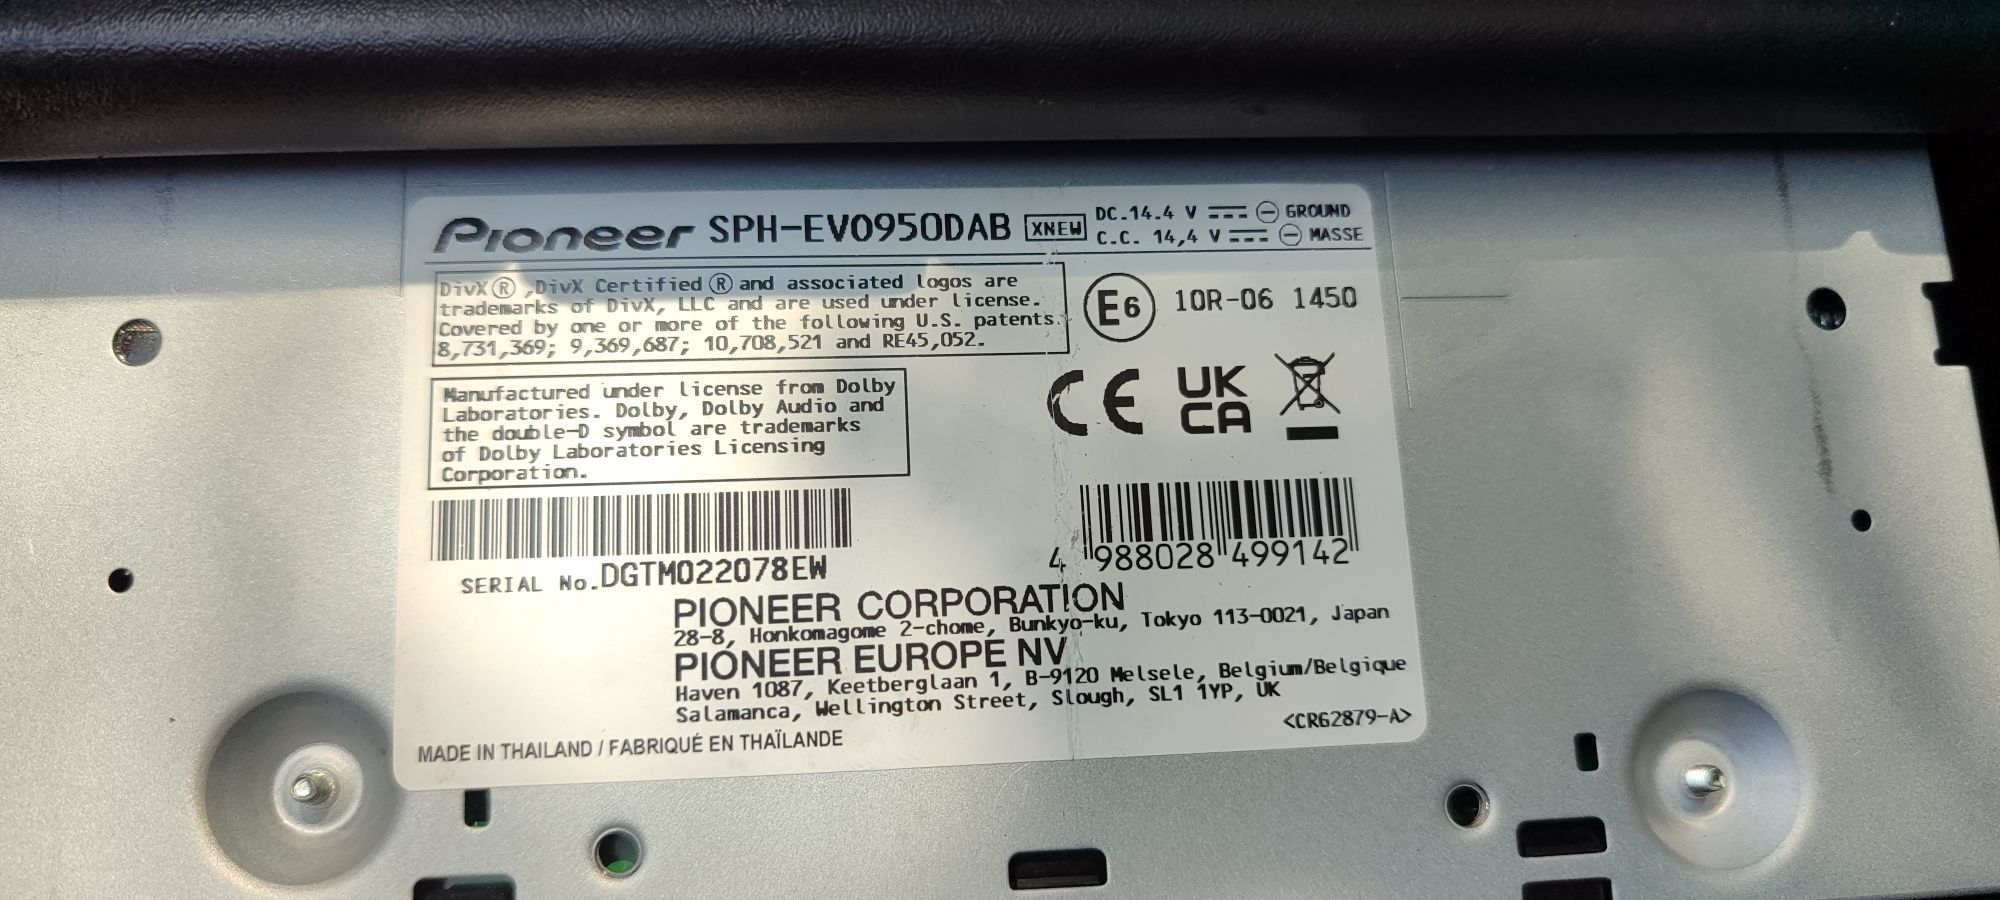 Pioneer SPH-EVO950DAB XNEW DC.14.4 V GROUND
C.C. 14,4 V MASSE
DivX® ,DivX Certified ® and associated logos are
trademarks of DivX, LLC and are used under license.
Covered by one or more of the following U.S. patents.
8,731,369; 9,369,687; 10,708,521 and RE45,052.
E6 10R-06 1450
Manufactured under license from Dolby
Laboratories. Dolby, Dolby Audio and
the double-D symbol are trademarks
of Dolby Laboratories Licensing
Corporation.
CE UK
CA
SERIAL No.DGTM022078EW
4 988028 499142
PIONEER CORPORATION
28-8, Honkomagome 2-chome, Bunkyo-ku, Tokyo 113-0021, Japan
PIONEER EUROPE NV
Haven 1087, Keetberglaan 1, B-9120 Melsele, Belgium/Belgique
Salamanca, Wellington Street, Slough, SL1 1YP, UK
<CRG2879-A>
MADE IN THAILAND / FABRIQUÉ EN THAÏLANDE